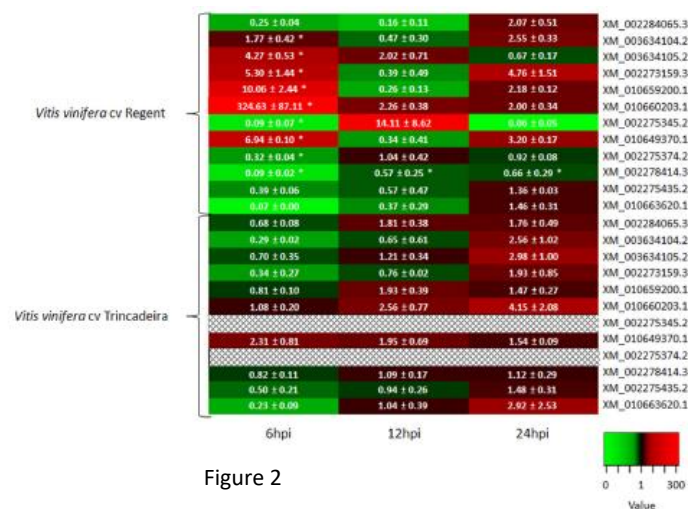 0.25 ± 0.04 0.16 ± 0.11 2.07 ± 0.51 XM_002284065.3
1.77 ± 0.42 * 0.47 ± 0.30 2.55 ± 0.33 XM_003634104.2
4.27 ± 0.53 * 2.02 ± 0.71 0.67 ± 0.17 XM_003634105.2
5.30 ± 1.44 * 0.39 ± 0.49 4.76 ± 1.51 XM_002273159.3
10.06 ± 2.44 * 0.26 ± 0.13 2.18 ± 0.12 XM_010659200.1
Vitis vinifera cv Regent
324.63 ± 87.11 * 2.26 ± 0.38 2.00 ± 0.34 XM_010660203.1
0.09 ± 0.07 * 14.11 ± 8.62 0.06 ± 0.05 XM_002275345.2
6.94 ± 0.10 * 0.34 ± 0.41 3.20 ± 0.17 XM_010649370.1
0.32 ± 0.04 * 1.04 ± 0.42 0.92 ± 0.08 XM_002275374.2
0.09 ± 0.02 * 0.57 ± 0.25 * 0.66 ± 0.29 * XM_002278414.3
0.39 ± 0.06 0.57 ± 0.47 1.36 ± 0.03 XM_002275435.2
0.07 ± 0.00 0.37 ± 0.29 1.46 ± 0.31 XM_010663620.1
0.68 ± 0.08 1.81 ± 0.38 1.76 ± 0.49 XM_002284065.3
0.29 ± 0.02 0.65 ± 0.61 2.56 ± 1.02 XM_003634104.2
0.70 ± 0.35 1.21 ± 0.34 2.98 ± 1.00 XM_003634105.2
0.34 ± 0.27 0.76 ± 0.02 1.93 ± 0.85 XM_002273159.3
0.81 ± 0.10 1.93 ± 0.39 1.47 ± 0.27 XM_010659200.1
Vitis vinifera cv Trincadeira
1.08 ± 0.20 2.56 ± 0.77 4.15 ± 2.08 XM_010660203.1
XM_002275345.2
2.31 ± 0.81 1.95 ± 0.69 1.54 ± 0.09 XM_010649370.1
XM_002275374.2
0.82 ± 0.11 1.09 ± 0.17 1.12 ± 0.29 XM_002278414.3
0.50 ± 0.21 0.94 ± 0.26 1.48 ± 0.31 XM_002275435.2
0.23 ± 0.09 1.04 ± 0.39 2.92 ± 2.53 XM_010663620.1
6hpi 12hpi 24hpi
Figure 2
0 1 300
Value